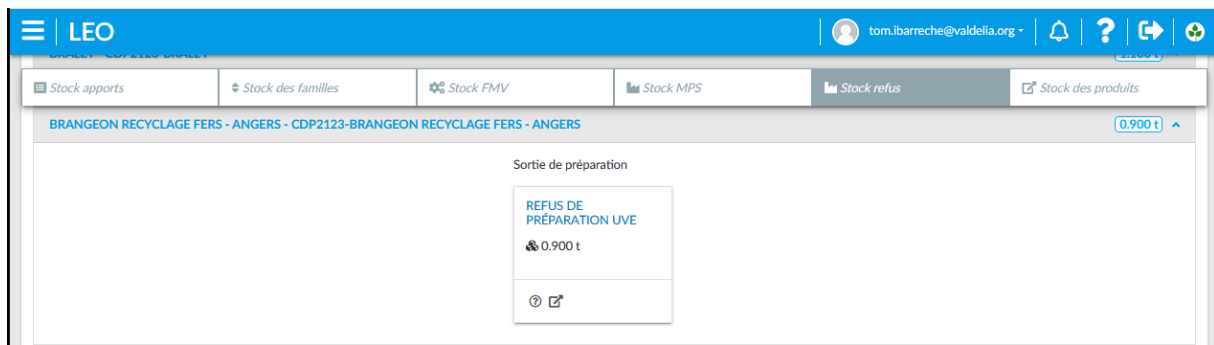 LEO
tom.ibarreche@valdelia.org
Stock apports
Stock des familles
Stock FMV
Stock MPS
Stock refus
Stock des produits
BRANGEON RECYCLAGE FERS - ANGERS - CDP2123-BRANGEON RECYCLAGE FERS - ANGERS
0.900 t
Sortie de préparation
REFUS DE
PRÉPARATION UVE
0.900 t